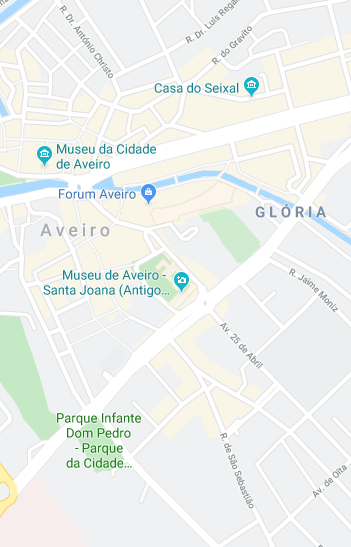 R. Dr. Luís Rega
R. Dr. António Christo
R. do Gravito
Casa do Seixal
Museu da Cidade
de Aveiro
Forum Aveiro
GLÓRIA
Aveiro
Museu de Aveiro -
Santa Joana (Antigo...
R. Jaime Moniz
Av. 25 de Abril
Parque Infante
Dom Pedro
- Parque
da Cidade...
R. de São Sebastião
Av. de Oita